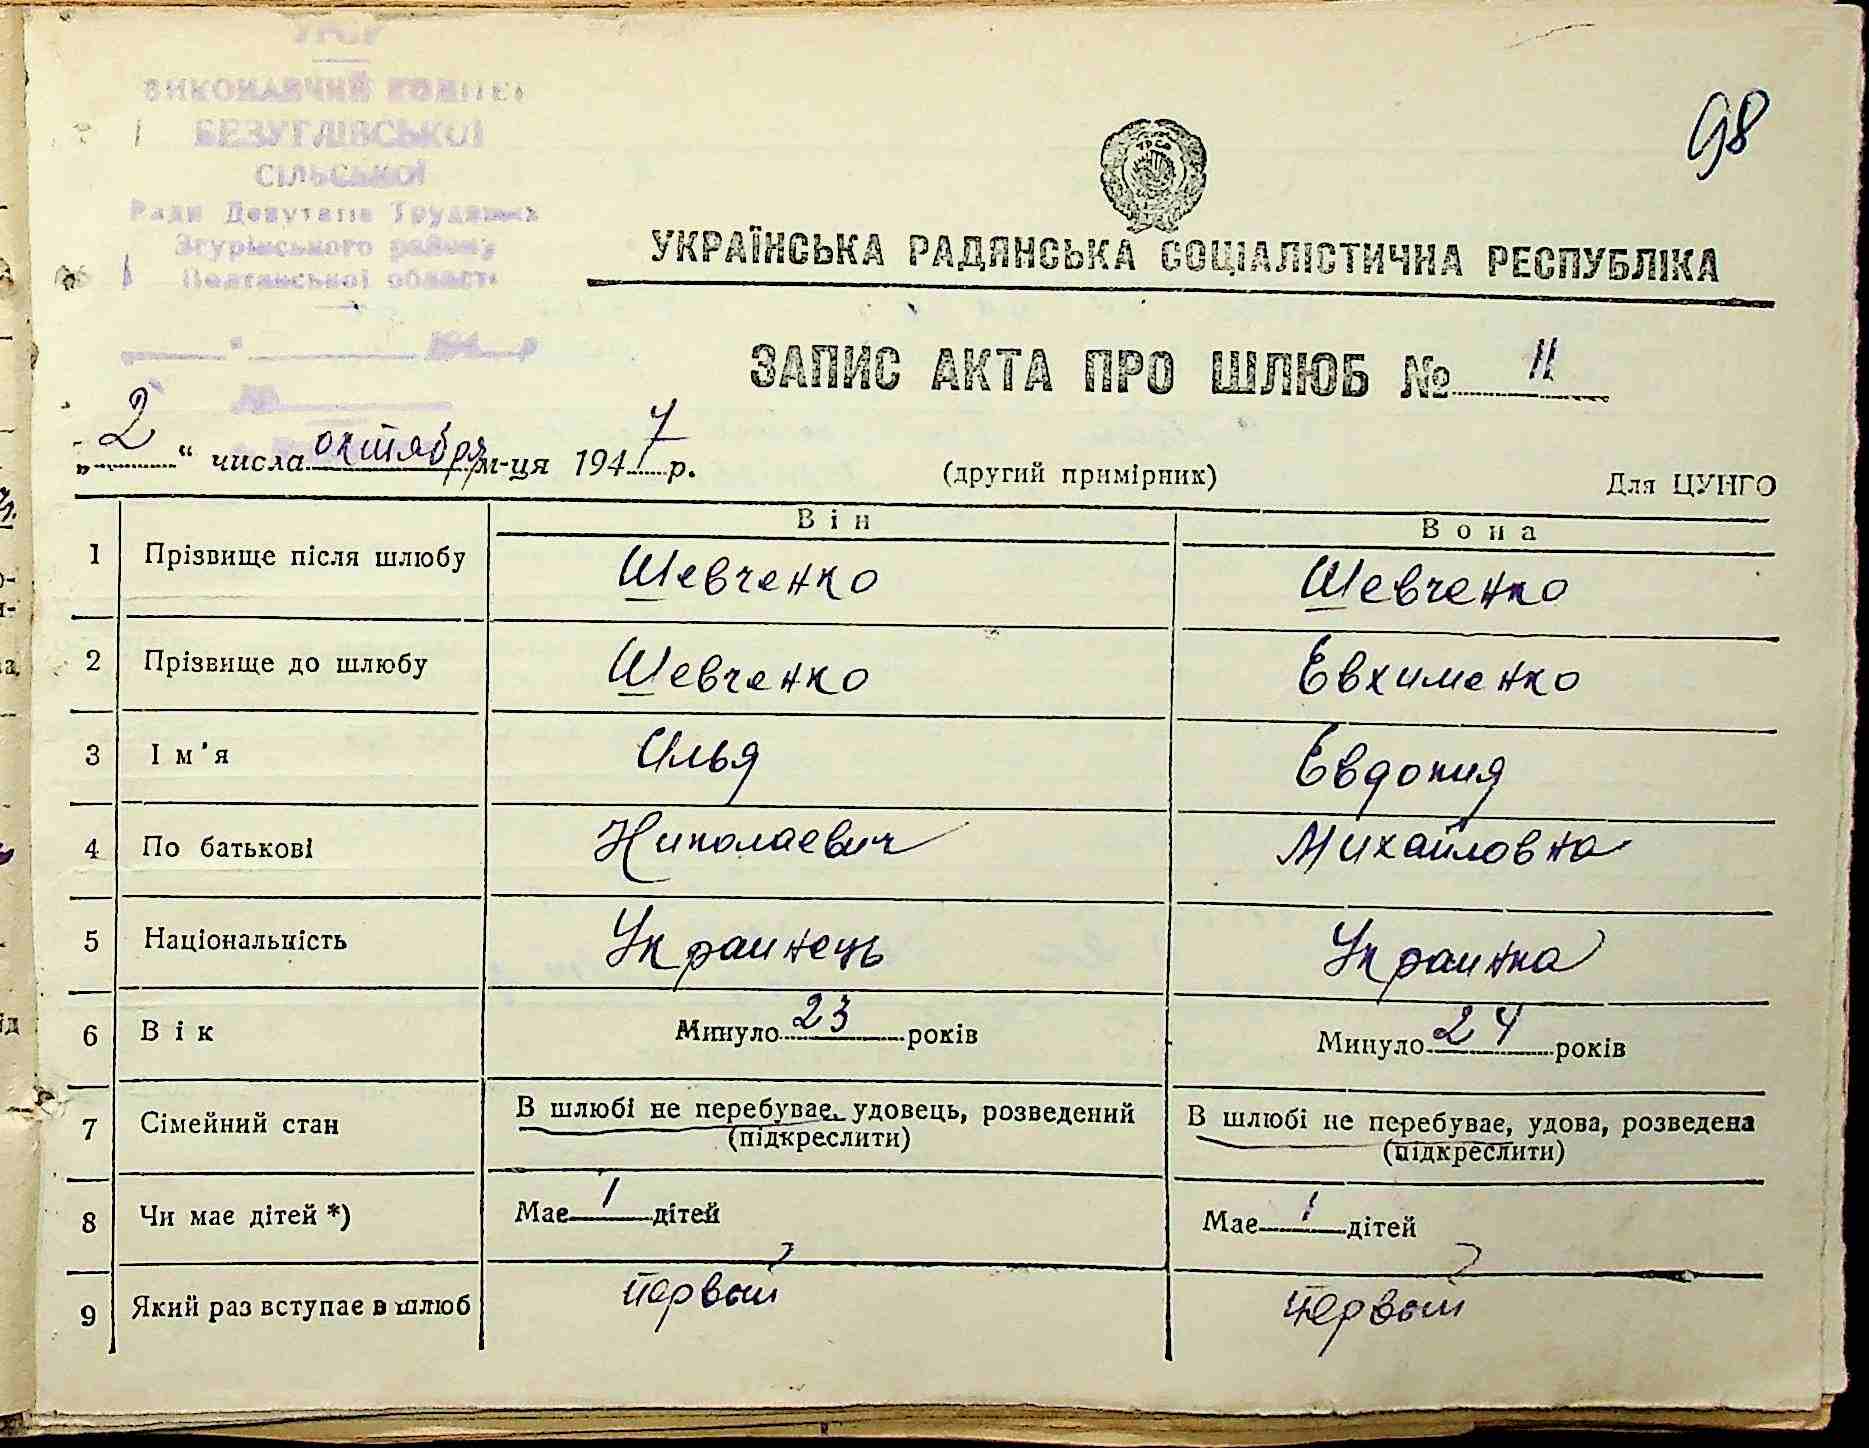 УРСР
ВИКОНАВЧИЙ КОМІТЕТ
БЕЗУГЛІВСЬКОЇ
СІЛЬСЬКОЇ
Ради Депутатів Трудящих
Згурівського району
Полтавської області
194 р
98
УРСР
УКРАЇНСЬКА РАДЯНСЬКА СОЦІАЛІСТИЧНА РЕСПУБЛІКА
ЗАПИС АКТА ПРО ШЛЮБ № 11
„2“ числа октября м-ця 1947 р. (другий примірник) Для ЦУНГО
Він Вона
1 Прізвище після шлюбу Шевченко Шевченко
2 Прізвище до шлюбу Шевченко Евхименко
3 Ім'я Илья Евдокия
4 По батькові Николаевич Михайловна
5 Національність Украинець Украинка
6 Вік Минуло 23 років Минуло 24 років
7 Сімейний стан В шлюбі не перебуває, удовець, розведений В шлюбі не перебуває, удова, розведена
(підкреслити) (підкреслити)
8 Чи має дітей *) Має 1 дітей Має 1 дітей
9 Який раз вступає в шлюб первый первый